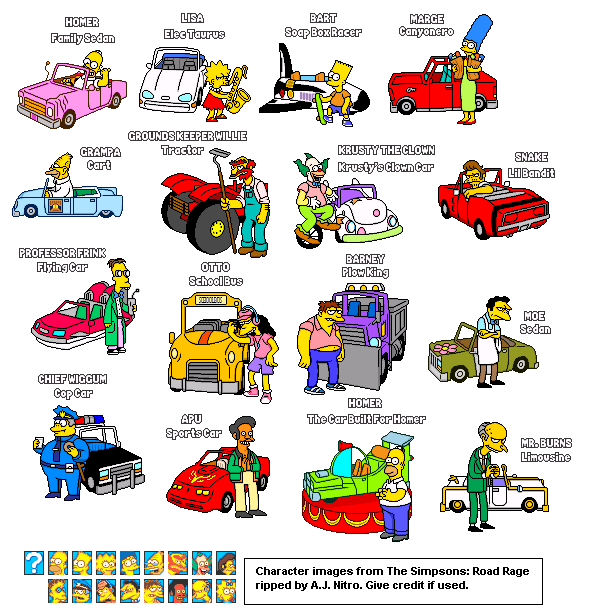 HOMER
Family Sedan
LISA
Elec Taurus
BART
Soap Box Racer
MARGE
Canyonero
GRAMPA
Cart
GROUNDS KEEPER WILLIE
Tractor
KRUSTY THE CLOWN
Krusty's Clown Car
SNAKE
Lil Bandit
PROFESSOR FRINK
Flying Car
OTTO
School Bus
SCHOOL BUS
BARNEY
Plow King
MOE
Sedan
CHIEF WIGGUM
Cop Car
APU
Sports Car
HOMER
The Car Built For Homer
MR. BURNS
Limousine
?
Character images from The Simpsons: Road Rage
ripped by A.J. Nitro. Give credit if used.